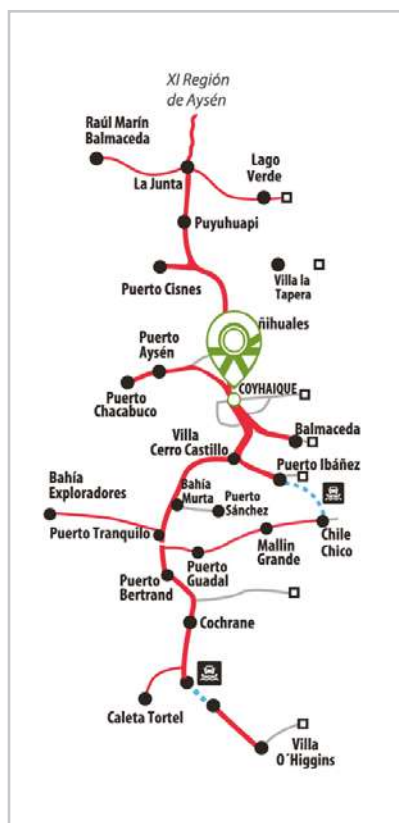 XI Región
de Aysén
Raúl Marín
Balmaceda
Lago
Verde
La Junta
Puyuhuapi
Puerto Cisnes
Villa la
Tapera
ñihuales
Puerto
Aysén
COYHAIQUE
Puerto
Chacabuco
Balmaceda
Villa
Cerro Castillo
Puerto Ibáñez
Bahía
Exploradores
Bahía
Murta
Puerto
Sánchez
Puerto Tranquilo
Chile
Chico
Mallin
Grande
Puerto
Guadal
Puerto
Bertrand
Cochrane
Caleta Tortel
Villa
O´Higgins